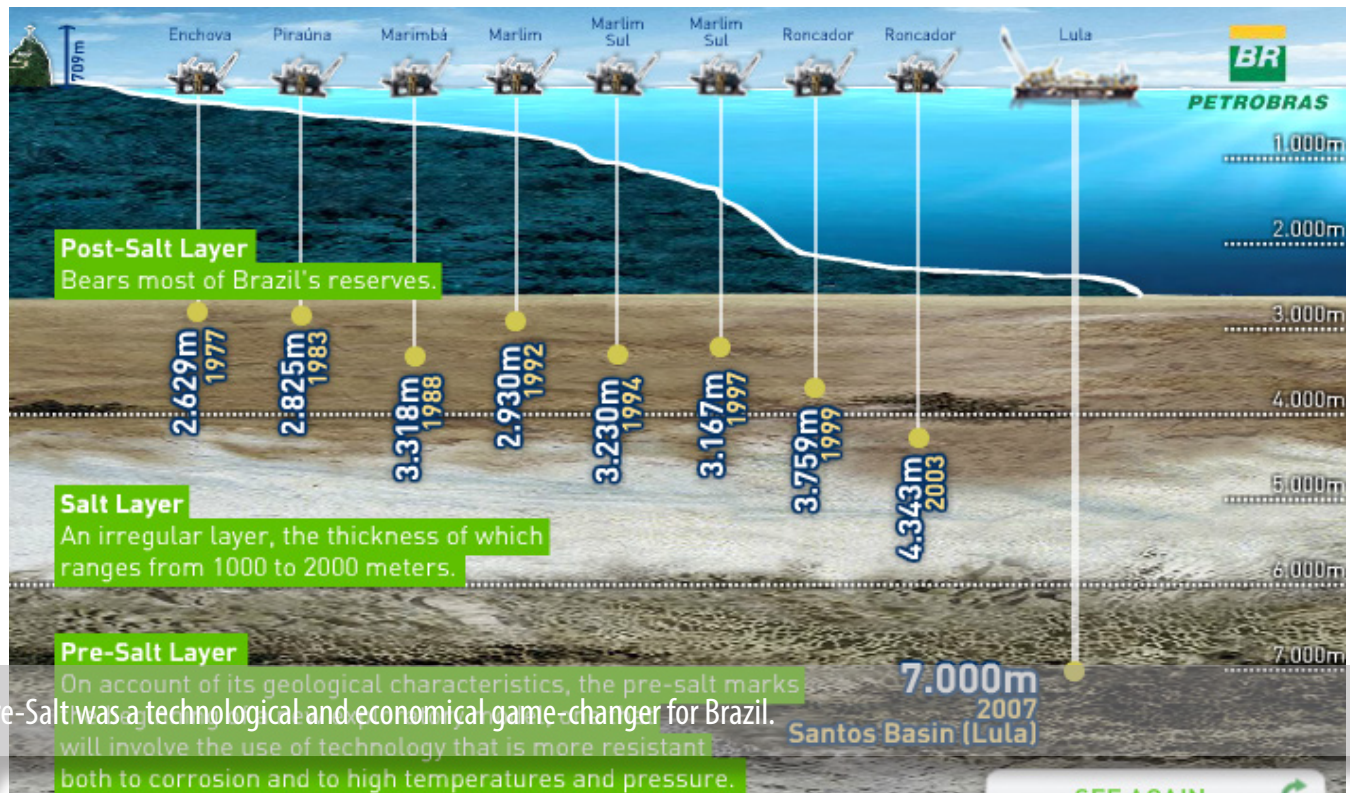 Enchova
Piraúna
Marimbá
Marlim
Marlim
Sul
Marlim
Sul
Roncador
Roncador
Lula
709m
BR
PETROBRAS
1.000m
2.000m
3.000m
4.000m
5.000m
6.000m
7.000m
Post-Salt Layer
Bears most of Brazil's reserves.
2.629m
1977
2.825m
1983
3.318m
1988
2.930m
1992
3.230m
1994
3.167m
1997
3.759m
1999
4.343m
2003
Salt Layer
An irregular layer, the thickness of which
ranges from 1000 to 2000 meters.
Pre-Salt Layer
On account of its geological characteristics, the pre-salt marks
e-Salt was a technological and economical game-changer for Brazil.
will involve the use of technology that is more resistant
both to corrosion and to high temperatures and pressure.
7.000m
2007
Santos Basin (Lula)
SEE AGAIN